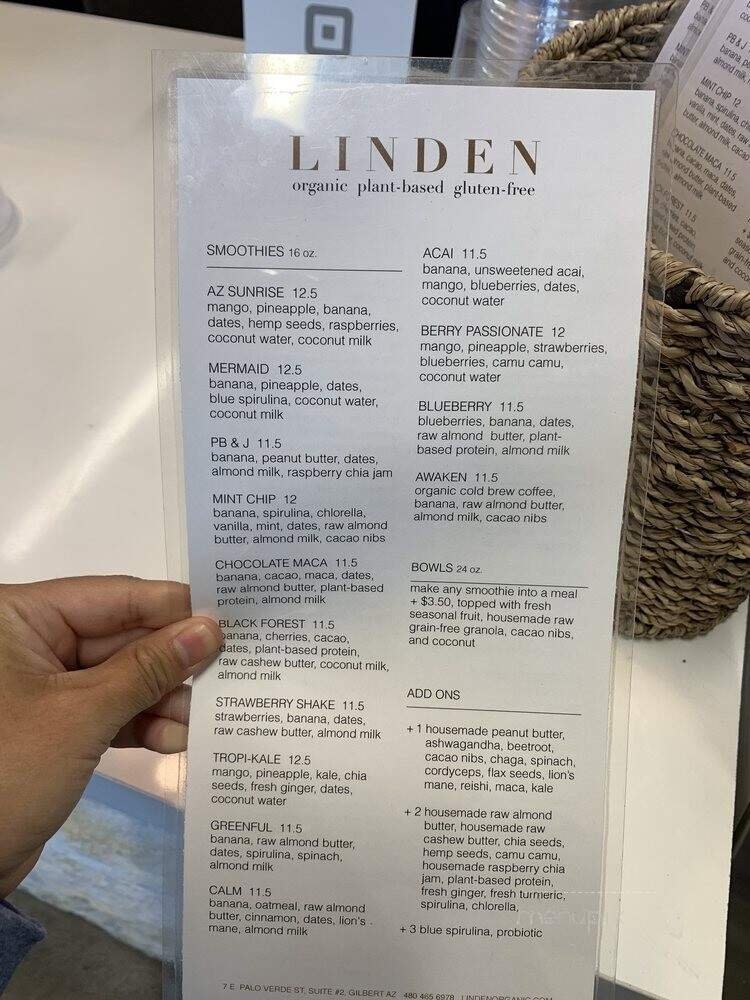 LINDEN
organic plant-based gluten-free
SMOOTHIES 16 oz.
AZ SUNRISE 12.5
mango, pineapple, banana,
dates, hemp seeds, raspberries,
coconut water, coconut milk
MERMAID 12.5
banana, pineapple, dates,
blue spirulina, coconut water,
coconut milk
PB & J 11.5
banana, peanut butter, dates,
almond milk, raspberry chia jam
MINT CHIP 12
banana, spirulina, chlorella,
vanilla, mint, dates, raw almond
butter, almond milk, cacao nibs
CHOCOLATE MACA 11.5
banana, cacao, maca, dates,
raw almond butter, plant-based
protein, almond milk
BLACK FOREST 11.5
banana, cherries, cacao,
dates, plant-based protein,
raw cashew butter, coconut milk,
almond milk
STRAWBERRY SHAKE 11.5
strawberries, banana, dates,
raw cashew butter, almond milk
TROPI-KALE 12.5
mango, pineapple, kale, chia
seeds, fresh ginger, dates,
coconut water
GREENFUL 11.5
banana, raw almond butter,
dates, spirulina, spinach,
almond milk
CALM 11.5
banana, oatmeal, raw almond
butter, cinnamon, dates, lion's
mane, almond milk
ACAI 11.5
banana, unsweetened acai,
mango, blueberries, dates,
coconut water
BERRY PASSIONATE 12
mango, pineapple, strawberries,
blueberries, camu camu,
coconut water
BLUEBERRY 11.5
blueberries, banana, dates,
raw almond butter, plant-
based protein, almond milk
AWAKEN 11.5
organic cold brew coffee,
banana, raw almond butter,
almond milk, cacao nibs
BOWLS 24 oz.
make any smoothie into a meal
+ $3.50, topped with fresh
seasonal fruit, housemade raw
grain-free granola, cacao nibs,
and coconut
ADD ONS
+ 1 housemade peanut butter,
ashwagandha, beetroot,
cacao nibs, chaga, spinach,
cordyceps, flax seeds, lion's
mane, reishi, maca, kale
+ 2 housemade raw almond
butter, housemade raw
cashew butter, chia seeds,
hemp seeds, camu camu,
housemade raspberry chia
jam, plant-based protein,
fresh ginger, fresh turmeric,
spirulina, chlorella,
+ 3 blue spirulina, probiotic
7 E. PALO VERDE ST, SUITE #2, GILBERT AZ 480 465 6978 LINDENORGANIC.COM
PB & J
MINT CHIP 12
CHOCOLATE MACA 11.5